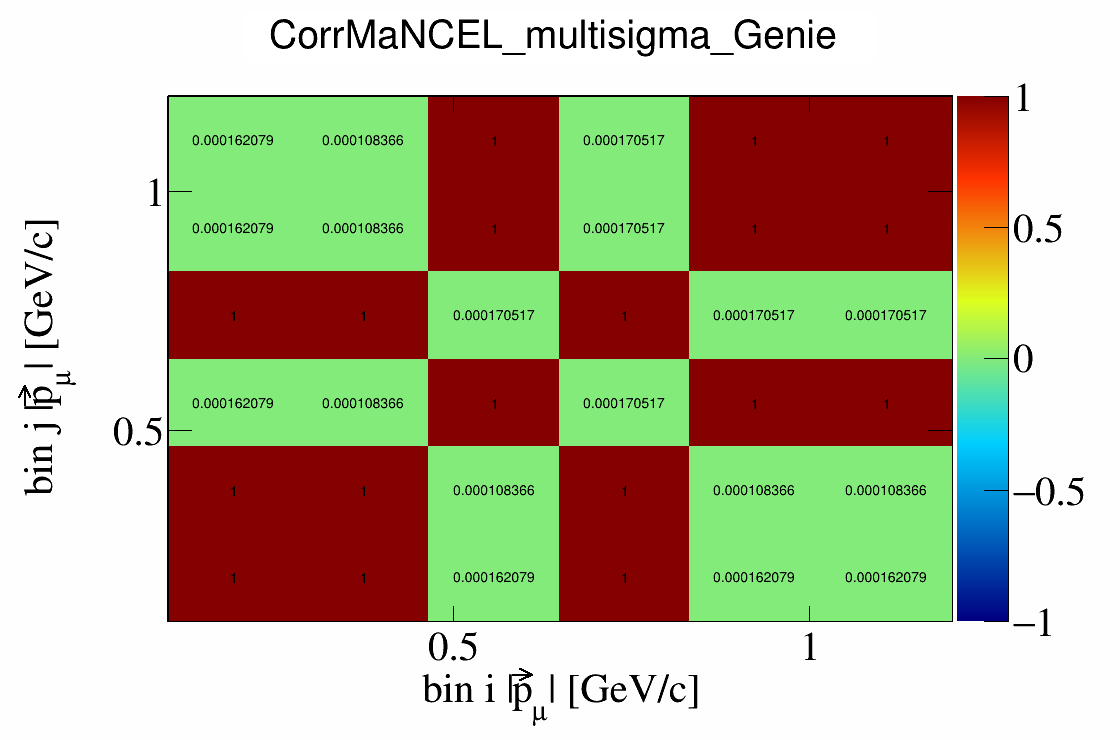 CorrMaNCEL_multisigma_Genie
0.000162079 0.000108366 1 0.000170517 1 1
0.000162079 0.000108366 1 0.000170517 1 1
1 1 0.000170517 1 0.000170517 0.000170517
0.000162079 0.000108366 1 0.000170517 1 1
1 1 0.000108366 1 0.000108366 0.000108366
1 1 0.000162079 1 0.000162079 0.000162079
1
0.5
bin j |p⃗μ| [GeV/c]
0.5 1
bin i |p⃗μ| [GeV/c]
1
0.5
0
−0.5
−1